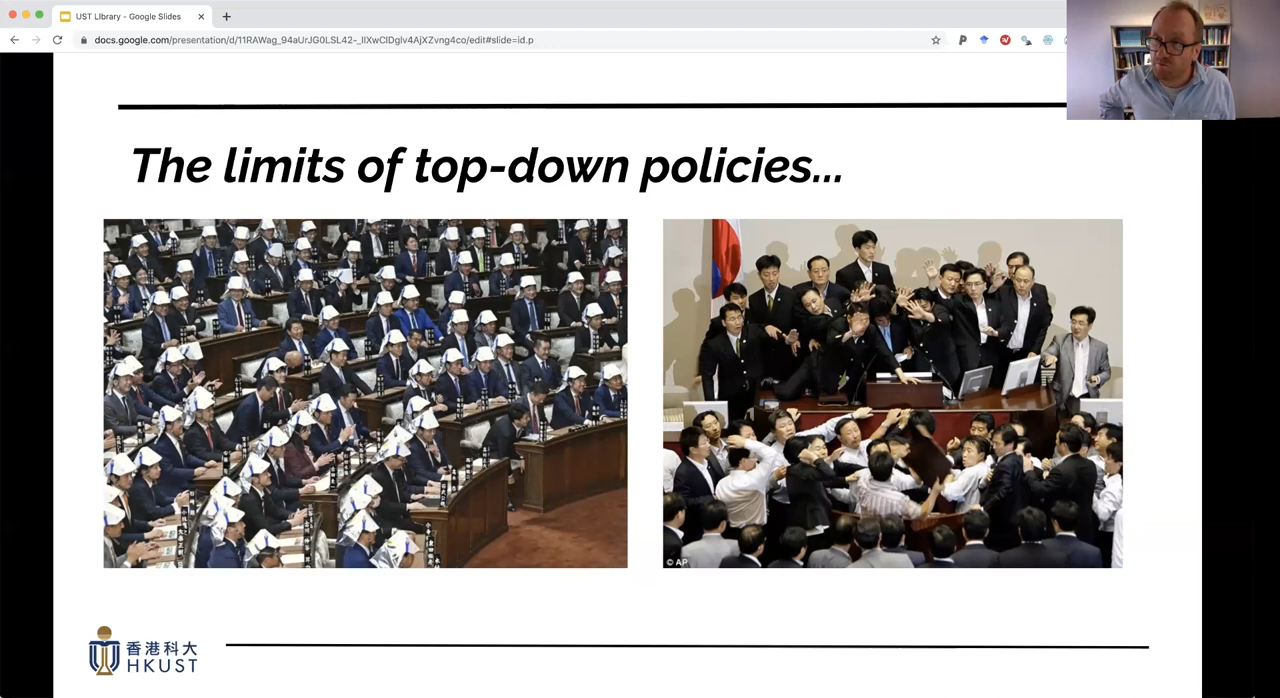 UST LIbrary - Google Slides
docs.google.com/presentation/d/11RAWag_94aUrJG0LSL42-_IIXwClDglv4AjXZvng4co/edit#slide=id.p
The limits of top-down policies...
© AP
香港科大
HKUST